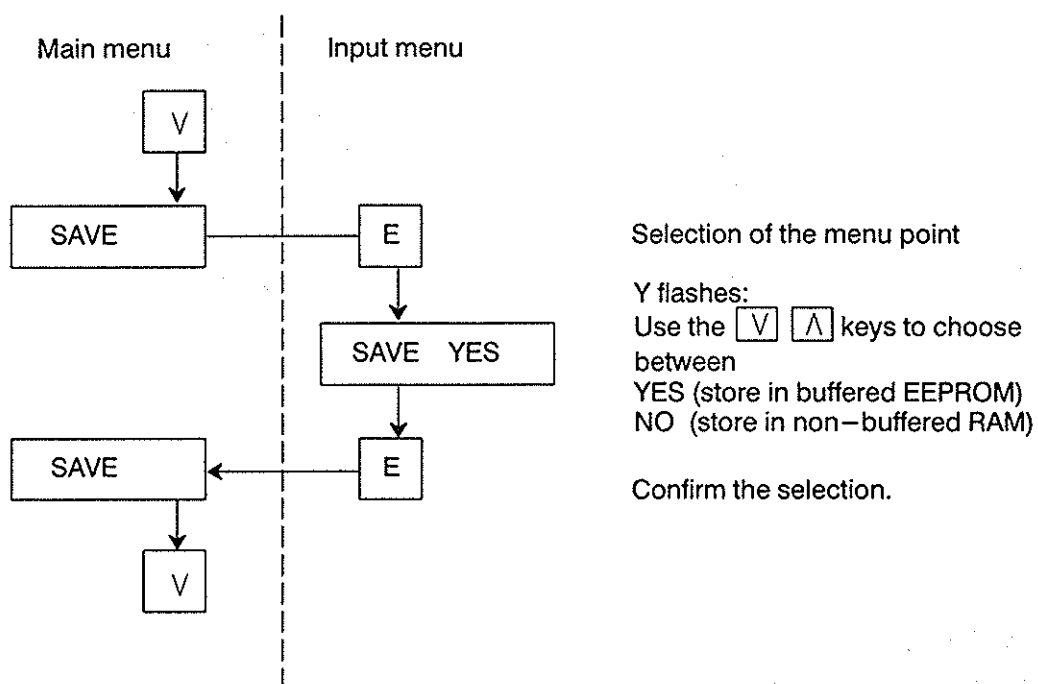 Main menu
Input menu
V
SAVE
E
Selection of the menu point
Y flashes:
Use the V Λ keys to choose
between
SAVE YES
YES (store in buffered EEPROM)
NO (store in non-buffered RAM)
SAVE
E
Confirm the selection.
V